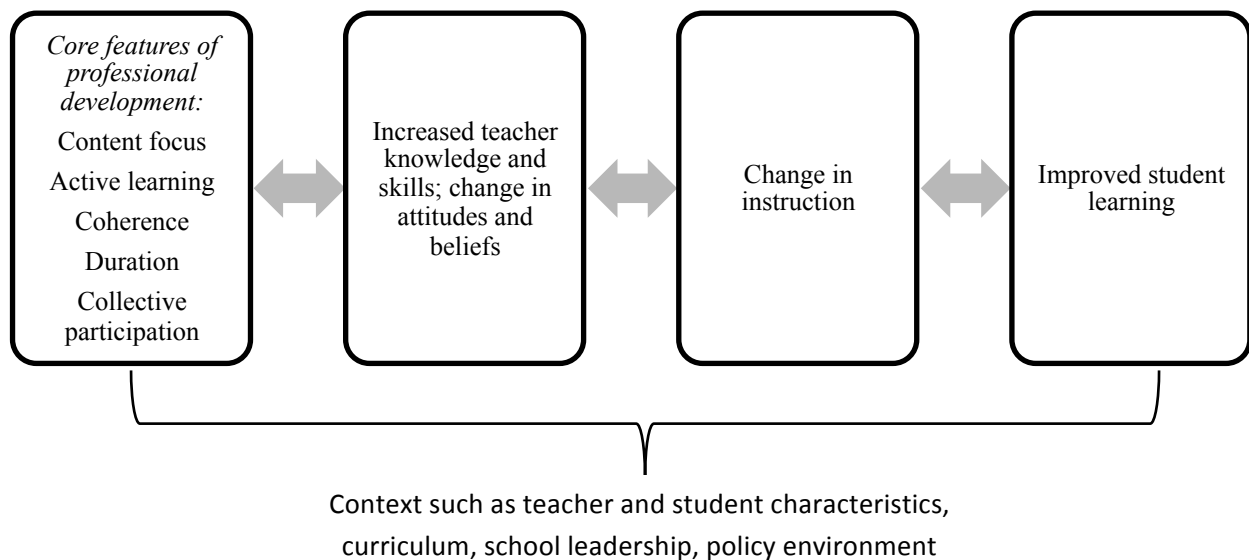 Core features of
professional
development:
Content focus
Active learning
Coherence
Duration
Collective
participation
Increased teacher
knowledge and
skills; change in
attitudes and
beliefs
Change in
instruction
Improved student
learning
Context such as teacher and student characteristics,
curriculum, school leadership, policy environment